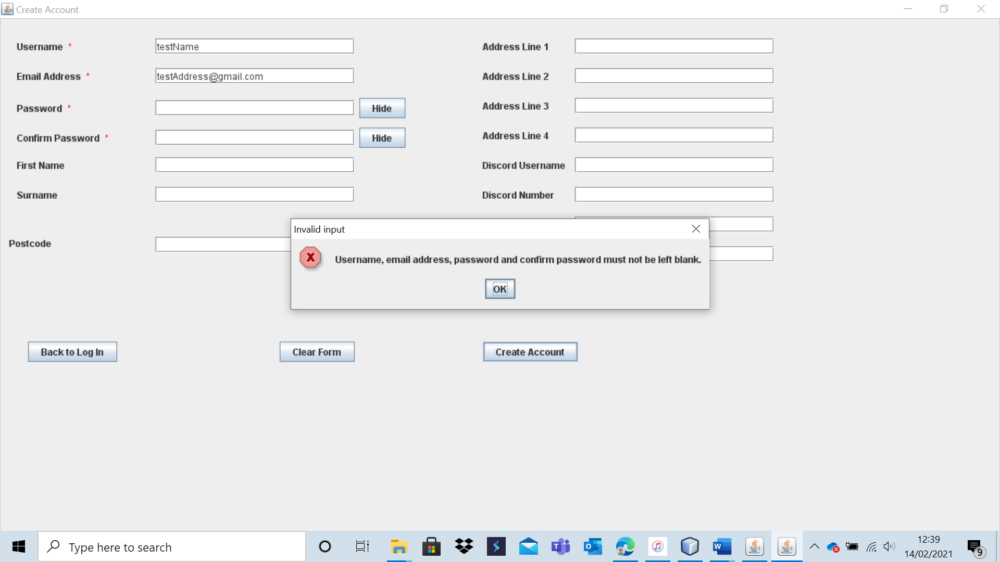 Create Account
Username *
testName
Email Address *
testAddress@gmail.com
Password *
Hide
Confirm Password *
Hide
First Name
Surname
Postcode
Address Line 1
Address Line 2
Address Line 3
Address Line 4
Discord Username
Discord Number
Invalid input
Username, email address, password and confirm password must not be left blank.
OK
Back to Log In
Clear Form
Create Account
Type here to search
12:39
14/02/2021
9